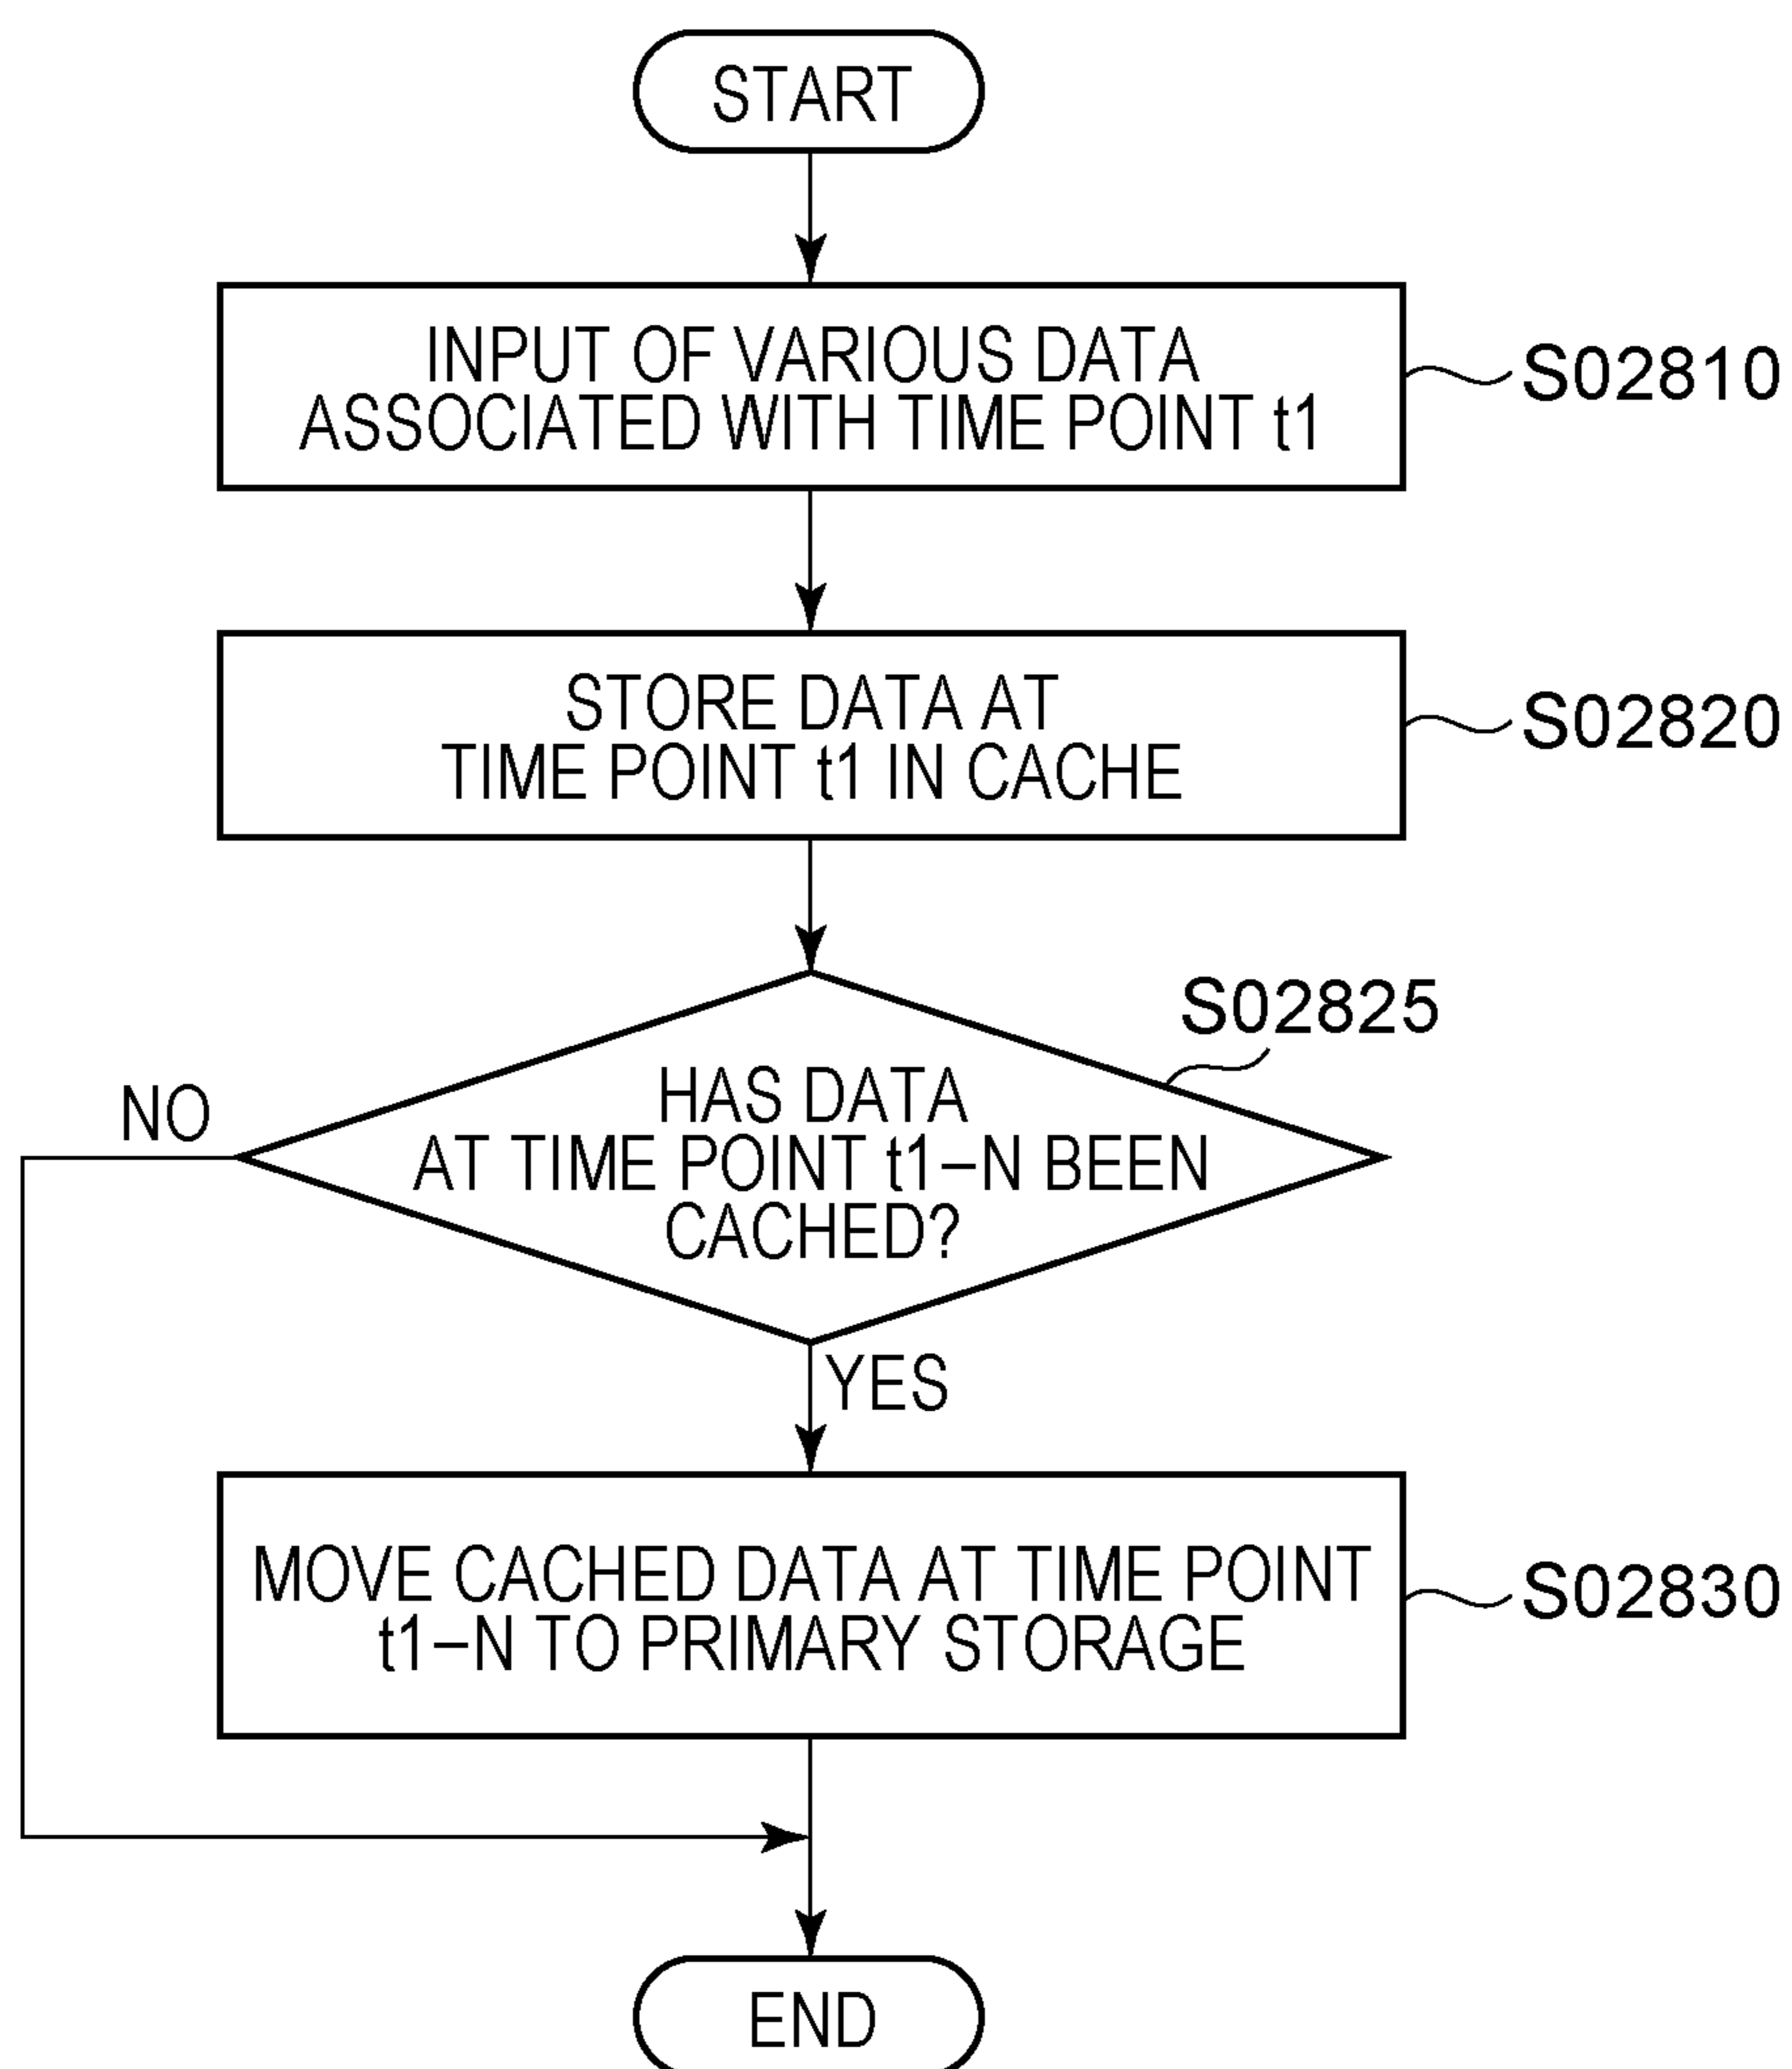 START
INPUT OF VARIOUS DATA
ASSOCIATED WITH TIME POINT t1
S02810
STORE DATA AT
TIME POINT t1 IN CACHE
S02820
S02825
HAS DATA
AT TIME POINT t1–N BEEN
CACHED?
NO
YES
MOVE CACHED DATA AT TIME POINT
t1–N TO PRIMARY STORAGE
S02830
END